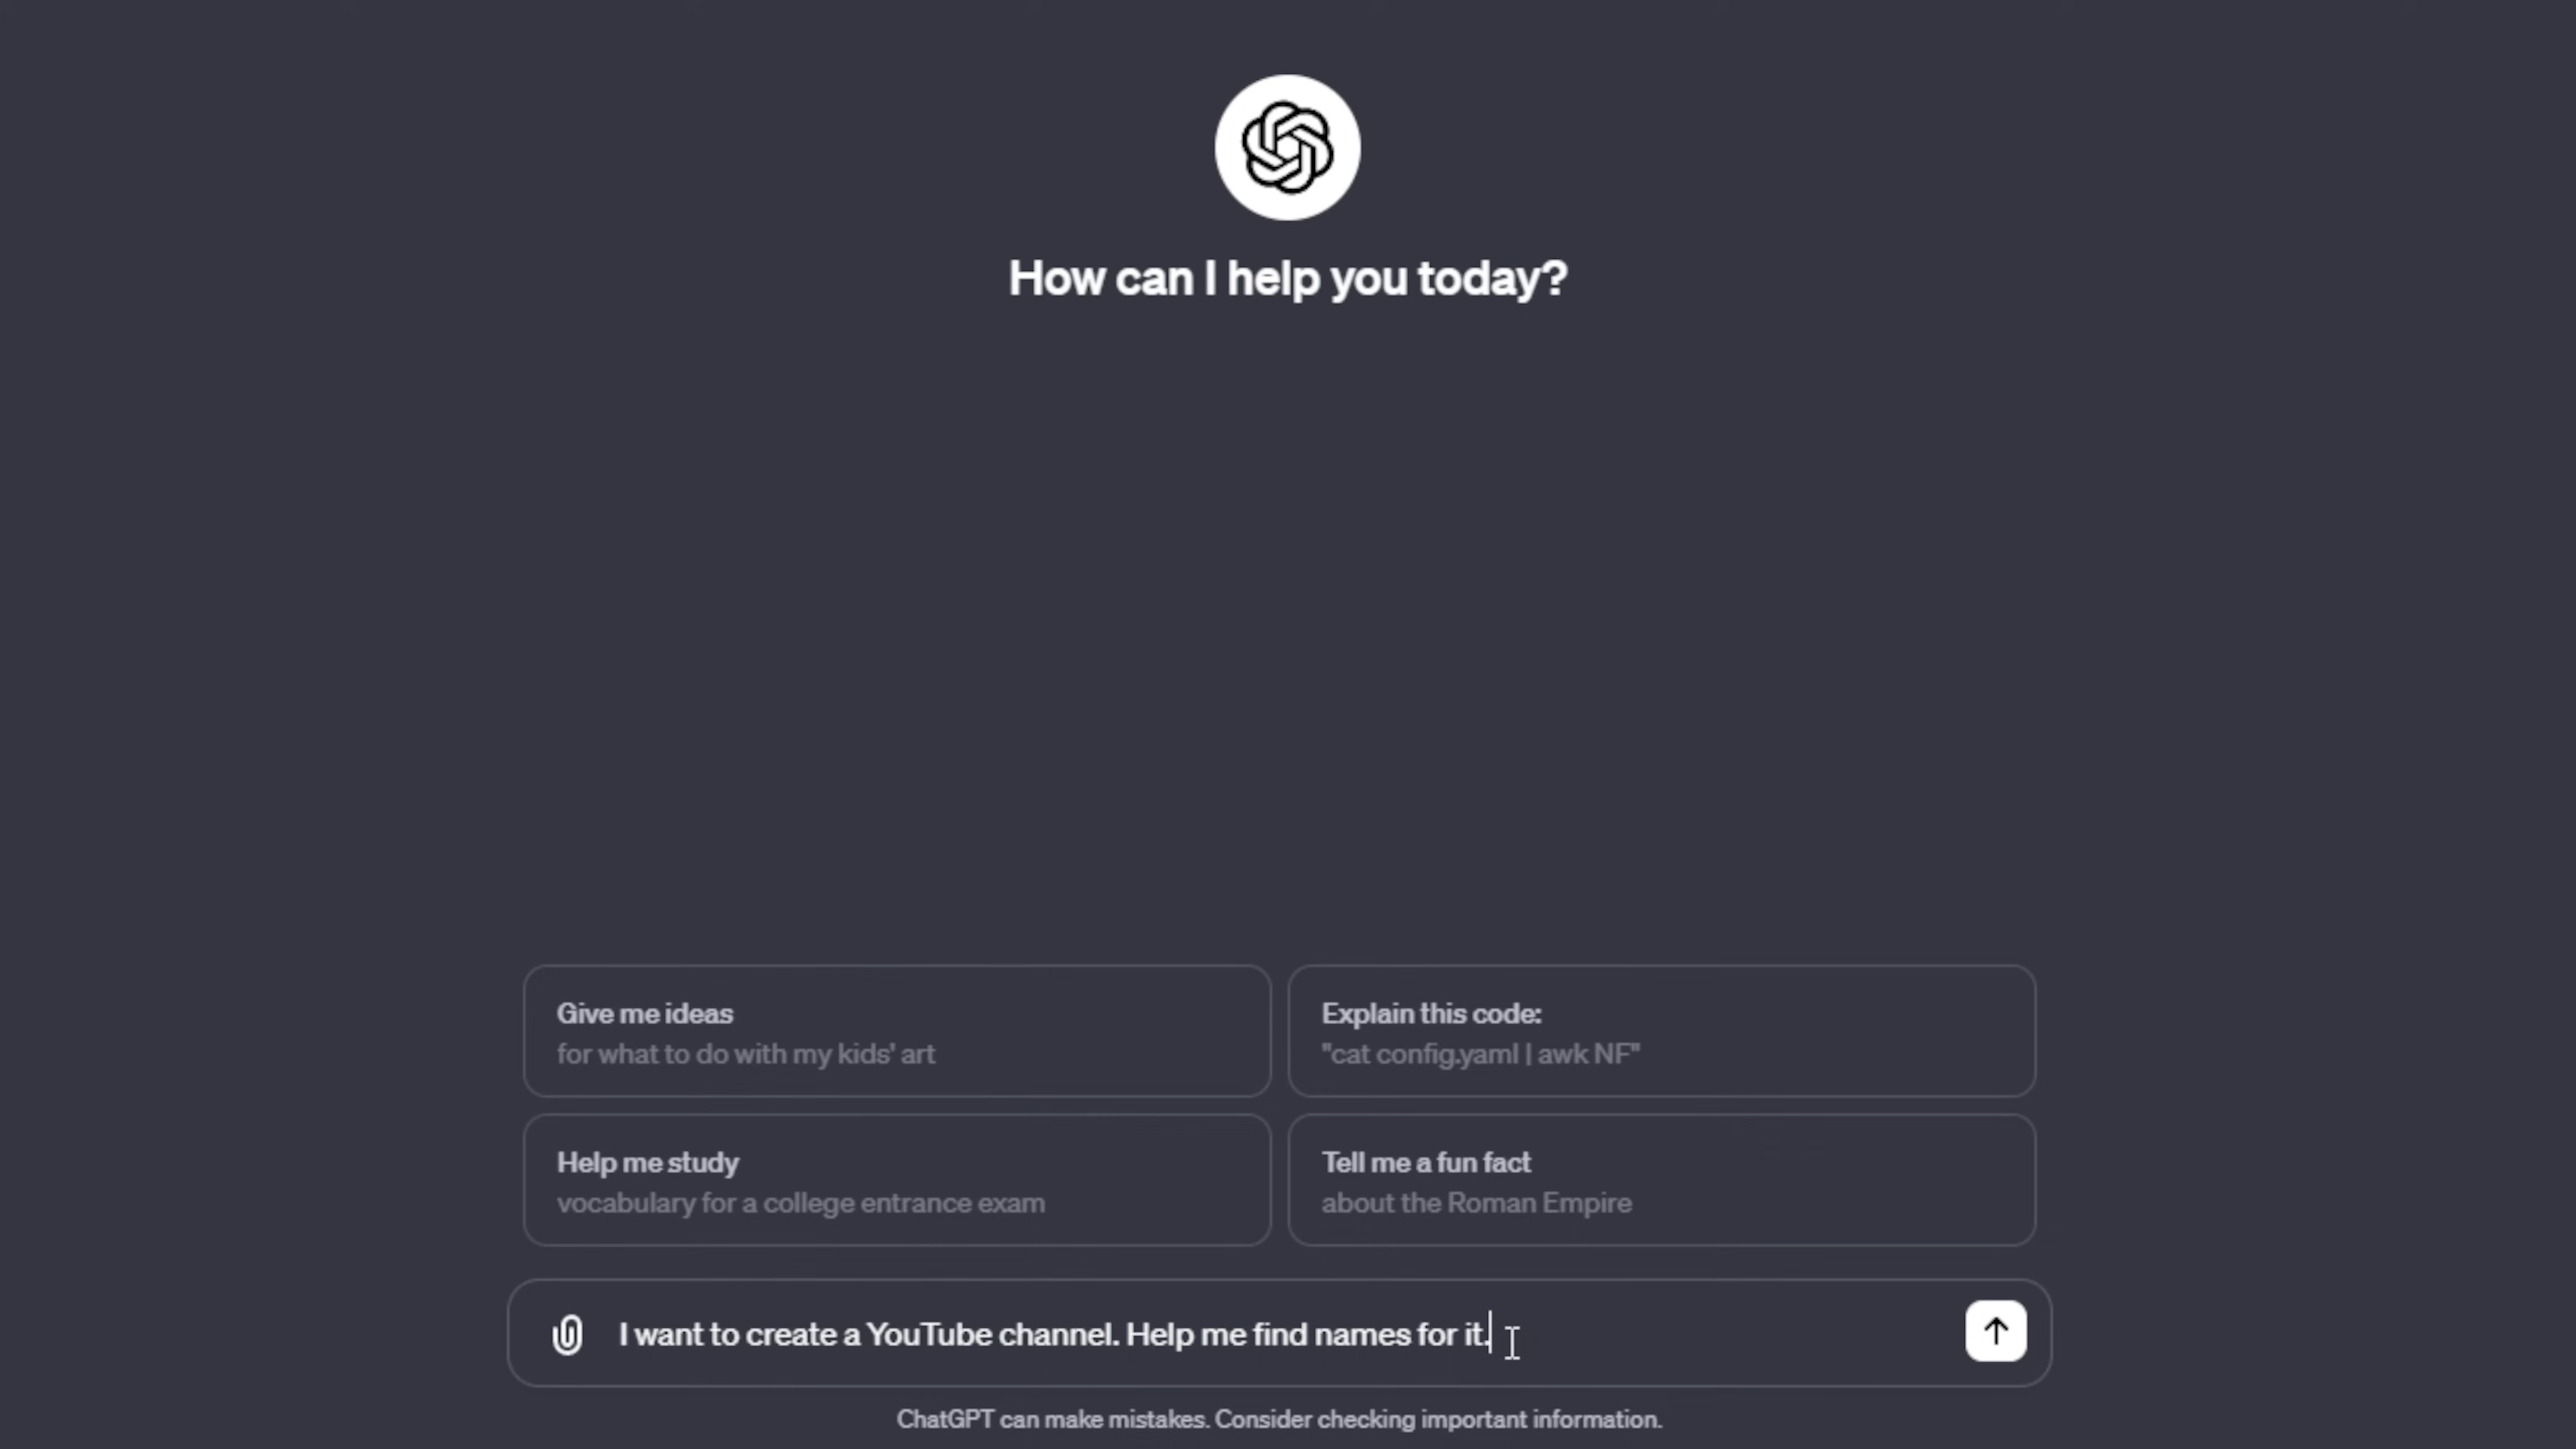 How can I help you today?
Give me ideas
for what to do with my kids' art
Explain this code:
"cat config.yaml | awk NF"
Help me study
vocabulary for a college entrance exam
Tell me a fun fact
about the Roman Empire
I want to create a YouTube channel. Help me find names for it.
ChatGPT can make mistakes. Consider checking important information.